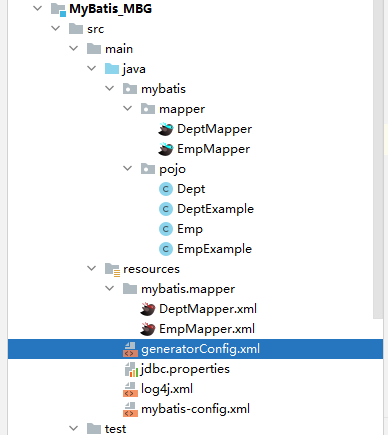 MyBatis_MBG
src
main
java
mybatis
mapper
DeptMapper
EmpMapper
pojo
Dept
DeptExample
Emp
EmpExample
resources
mybatis.mapper
DeptMapper.xml
EmpMapper.xml
generatorConfig.xml
jdbc.properties
log4j.xml
mybatis-config.xml
test